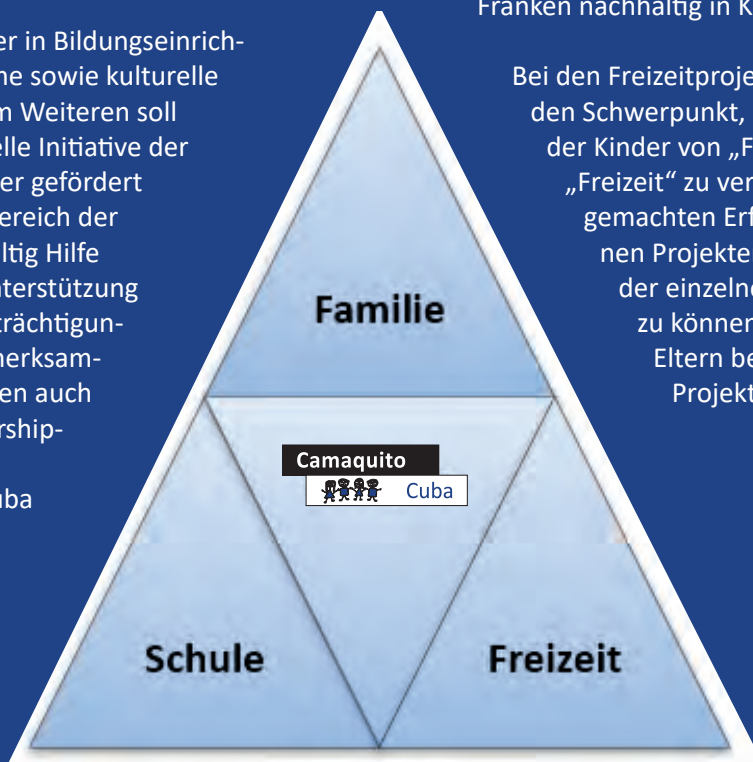 er in Bildungseinrich-
ne sowie kulturelle
m Weiteren soll
elle Initiative der
er gefördert
ereich der
ltig Hilfe
nterstützung
trächtigun-
merksam-
en auch
rship-
uba
Franken nachhaltig in K
Bei den Freizeitproje
den Schwerpunkt,
der Kinder von „F
„Freizeit“ zu ver
gemachten Erf
nen Projekte
der einzelne
zu können
Eltern be
Projekt
Familie
Camaquito
Cuba
Schule
Freizeit